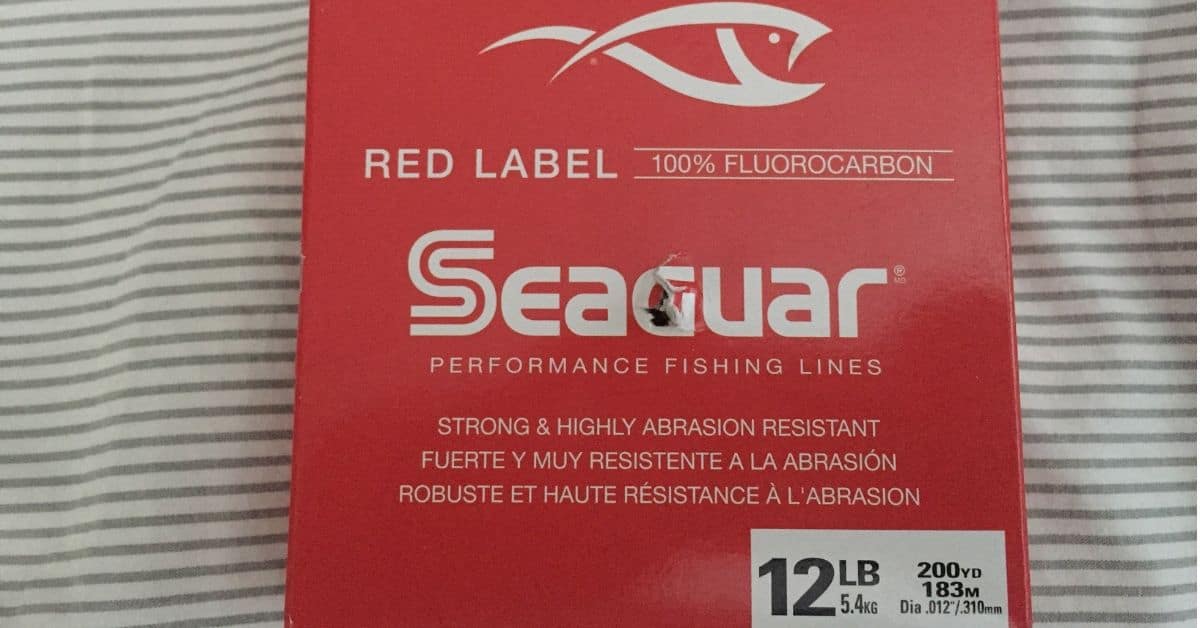 RED LABEL 100% FLUOROCARBON
Seaguar®
PERFORMANCE FISHING LINES
STRONG & HIGHLY ABRASION RESISTANT
FUERTE Y MUY RESISTENTE A LA ABRASIÓN
ROBUSTE ET HAUTE RÉSISTANCE À L'ABRASION
12LB
5.4KG
200YD
183M
Dia .012"/.310mm